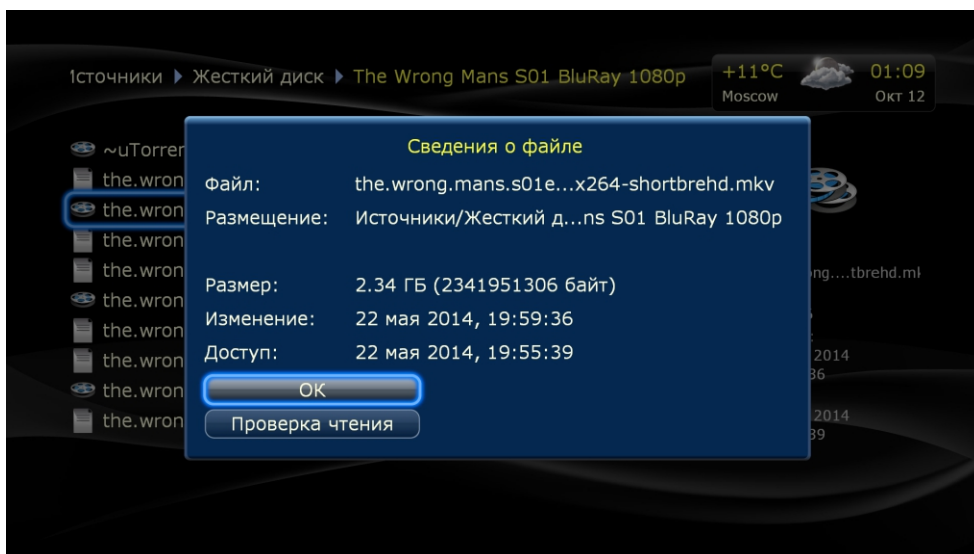 1сточники Жесткий диск The Wrong Mans S01 BluRay 1080p
+11°C 01:09
Moscow Окт 12
~uTorrer
the.wron
the.wron
the.wron
the.wron
the.wron
the.wron
the.wron
the.wron
the.wron
Сведения о файле
Файл: the.wrong.mans.s01e...x264-shortbrehd.mkv
Размещение: Источники/Жесткий д...ns S01 BluRay 1080p
Размер: 2.34 ГБ (2341951306 байт)
Изменение: 22 мая 2014, 19:59:36
Доступ: 22 мая 2014, 19:55:39
OK
Проверка чтения
ng....tbrehd.mk
2014
36
2014
39